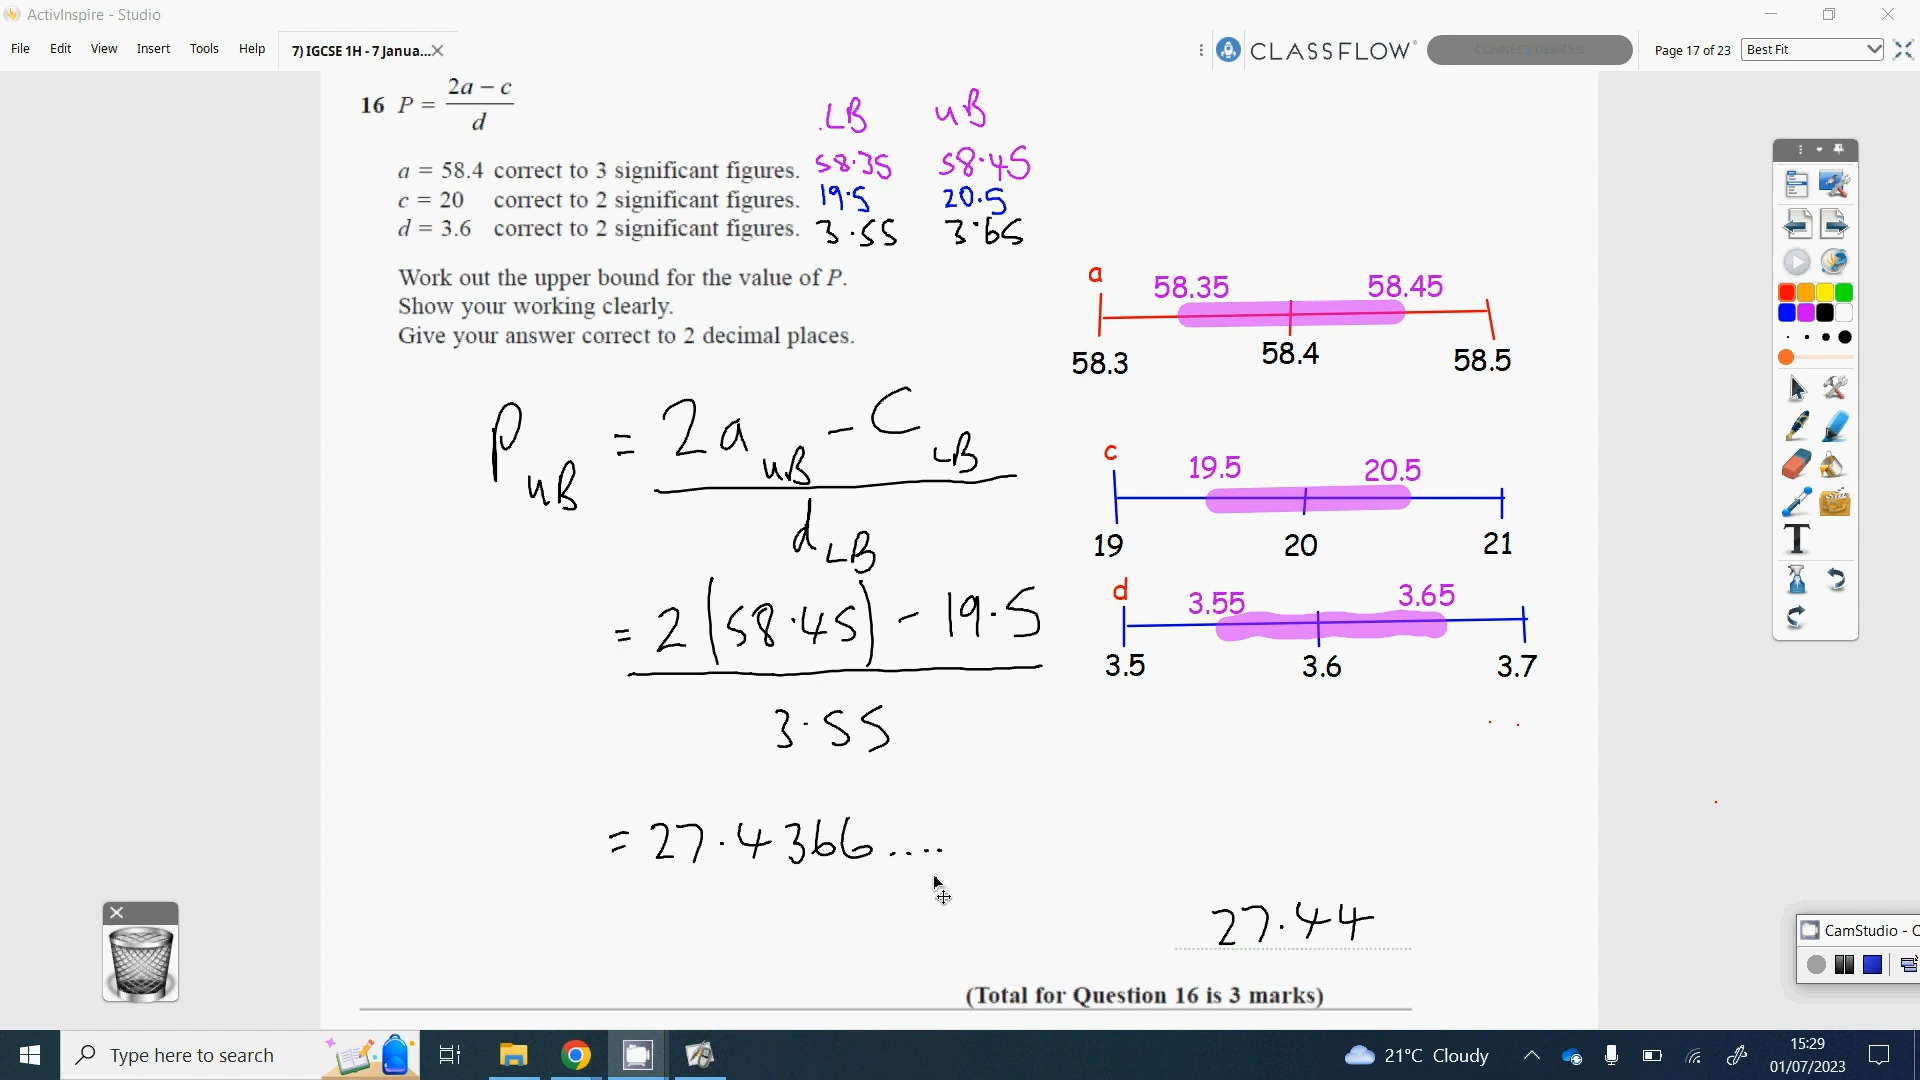 ActivInspire - Studio
File Edit View Insert Tools Help 7) IGCSE 1H - 7 Janua... CLASSFLOW Page 17 of 23 Best Fit
16 P = (2a − c)/d
LB UB
a = 58.4 correct to 3 significant figures. 58.35 58.45
c = 20 correct to 2 significant figures. 19.5 20.5
d = 3.6 correct to 2 significant figures. 3.55 3.65
Work out the upper bound for the value of P.
Show your working clearly.
Give your answer correct to 2 decimal places.
a
58.35 58.45
58.3 58.4 58.5
P UB = 2a UB − C LB
d LB
c
19.5 20.5
19 20 21
d
3.55 3.65
3.5 3.6 3.7
= 2(58.45) − 19.5
3.55
= 27.4366....
27.44
(Total for Question 16 is 3 marks)
T
CamStudio - O
Type here to search
21°C Cloudy
15:29
01/07/2023